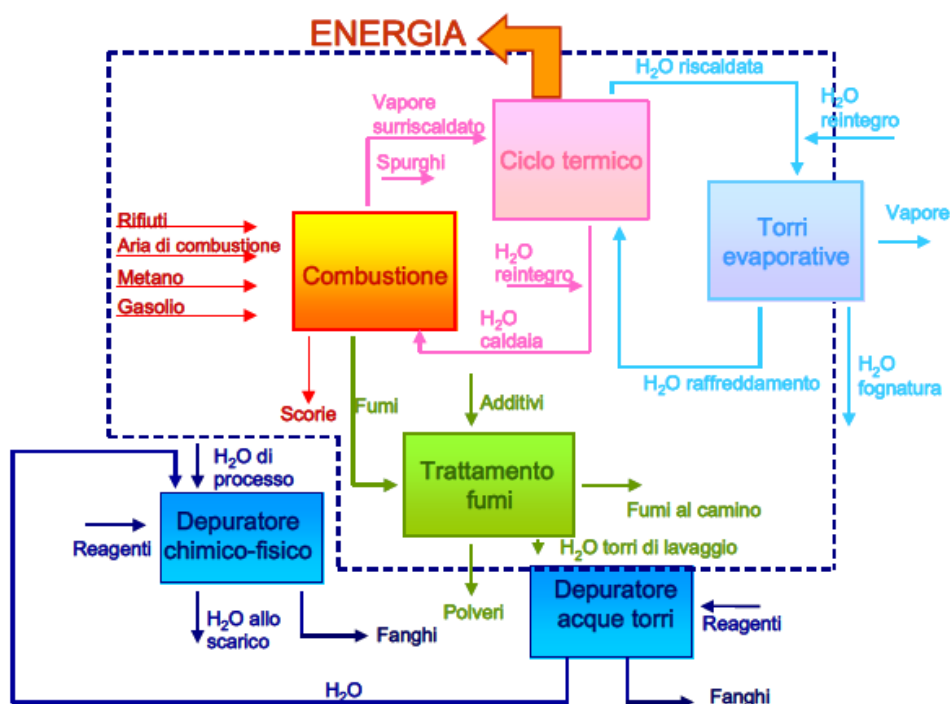 ENERGIA
H₂O riscaldata
Vapore
surriscaldato
H₂O
reintegro
Spurghi
Ciclo termico
Rifiuti
Aria di combustione
Metano
Gasolio
Combustione
H₂O
reintegro
Torri
evaporative
Vapore
H₂O
caldaia
H₂O raffreddamento
H₂O
fognatura
Scorie
Fumi
Additivi
H₂O di
processo
Trattamento
fumi
Fumi al camino
Reagenti
Depuratore
chimico-fisico
H₂O torri di lavaggio
Polveri
Depuratore
acque torri
Reagenti
H₂O allo
scarico
Fanghi
H₂O
Fanghi